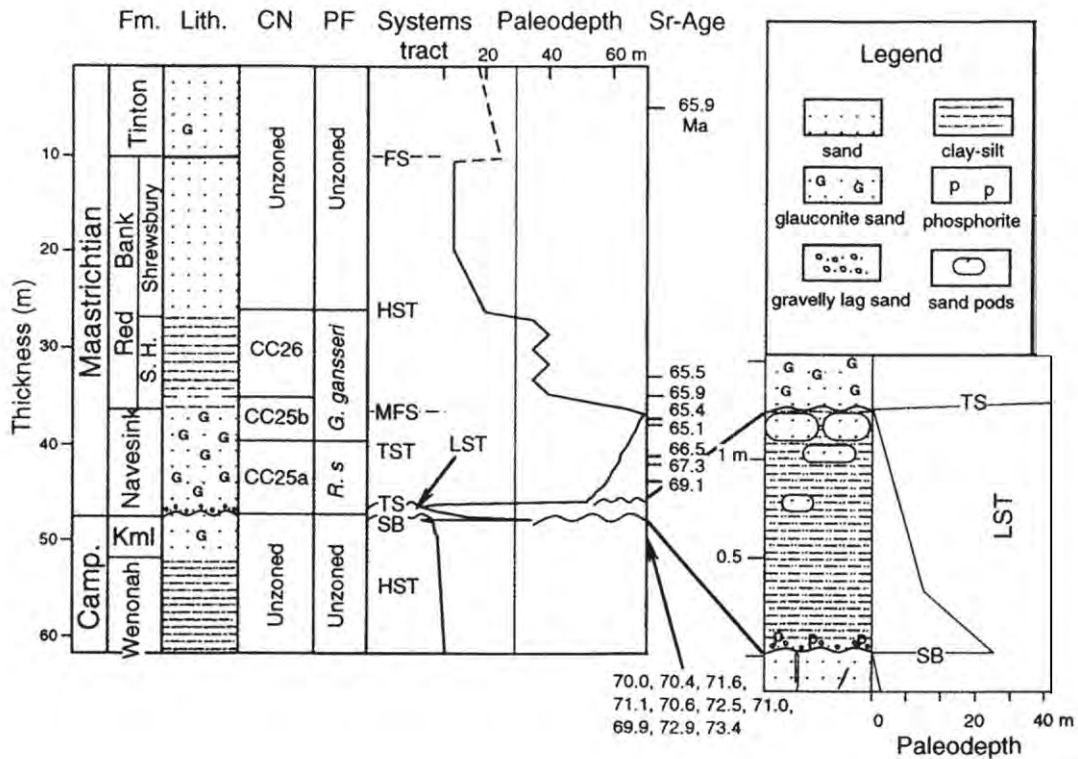 Fm. Lith. CN PF Systems tract Paleodepth Sr-Age
20 40 60 m
Thickness (m)
10
20
30
40
50
60
Maastrichtian
Camp.
Tinton
Red Bank
Shrewsbury
S. H.
Navesink
Kml
Wenonah
G
G G
G
G G
G
G
Unzoned
CC26
CC25b
CC25a
Unzoned
Unzoned
G. gansseri
R. s
Unzoned
FS
HST
MFS
TST
LST
TS
SB
HST
65.9
Ma
65.5
65.9
65.4
65.1
66.5
67.3
69.1
70.0, 70.4, 71.6,
71.1, 70.6, 72.5, 71.0,
69.9, 72.9, 73.4
Legend
sand
clay-silt
G G
glauconite sand
P P
phosphorite
gravelly lag sand
sand pods
G G
G G
TS
1 m
LST
0.5
SB
0 20 40 m
Paleodepth